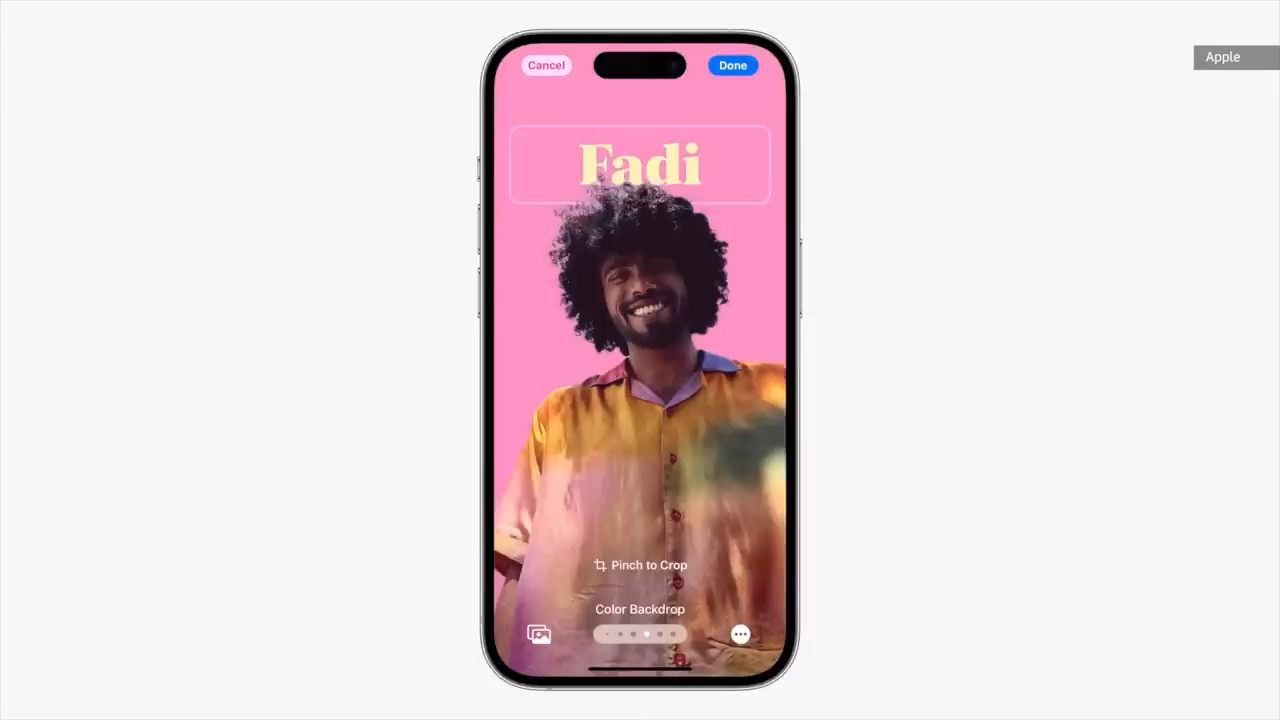 Cancel
Done
Apple
Fadi
Pinch to Crop
Color Backdrop